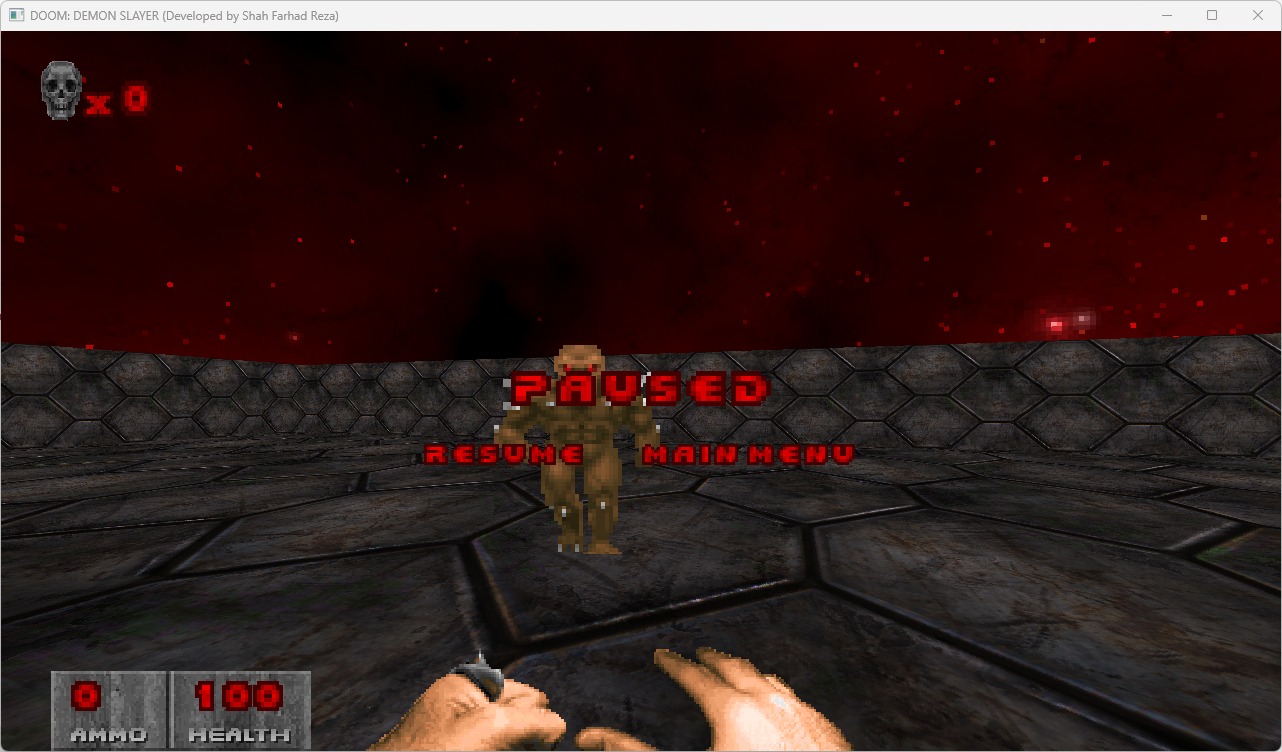 DOOM: DEMON SLAYER (Developed by Shah Farhad Reza)
x 0
PAUSED
RESUME MAIN MENU
0 100
AMMO HEALTH